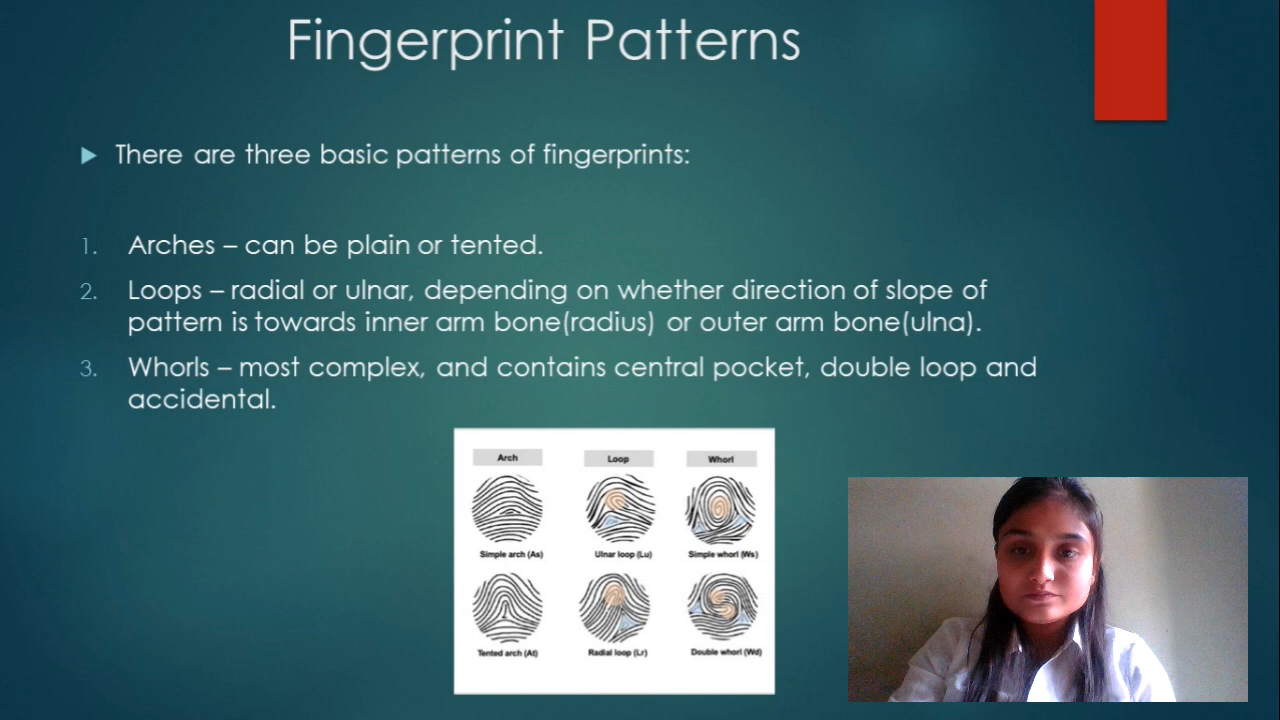 Fingerprint Patterns
There are three basic patterns of fingerprints:
1. Arches – can be plain or tented.
2. Loops – radial or ulnar, depending on whether direction of slope of
pattern is towards inner arm bone(radius) or outer arm bone(ulna).
3. Whorls – most complex, and contains central pocket, double loop and
accidental.
Arch Loop Whorl
Simple arch (As) Ulnar loop (Lu) Simple whorl (Ws)
Tented arch (At) Radial loop (Lr) Double whorl (Wd)